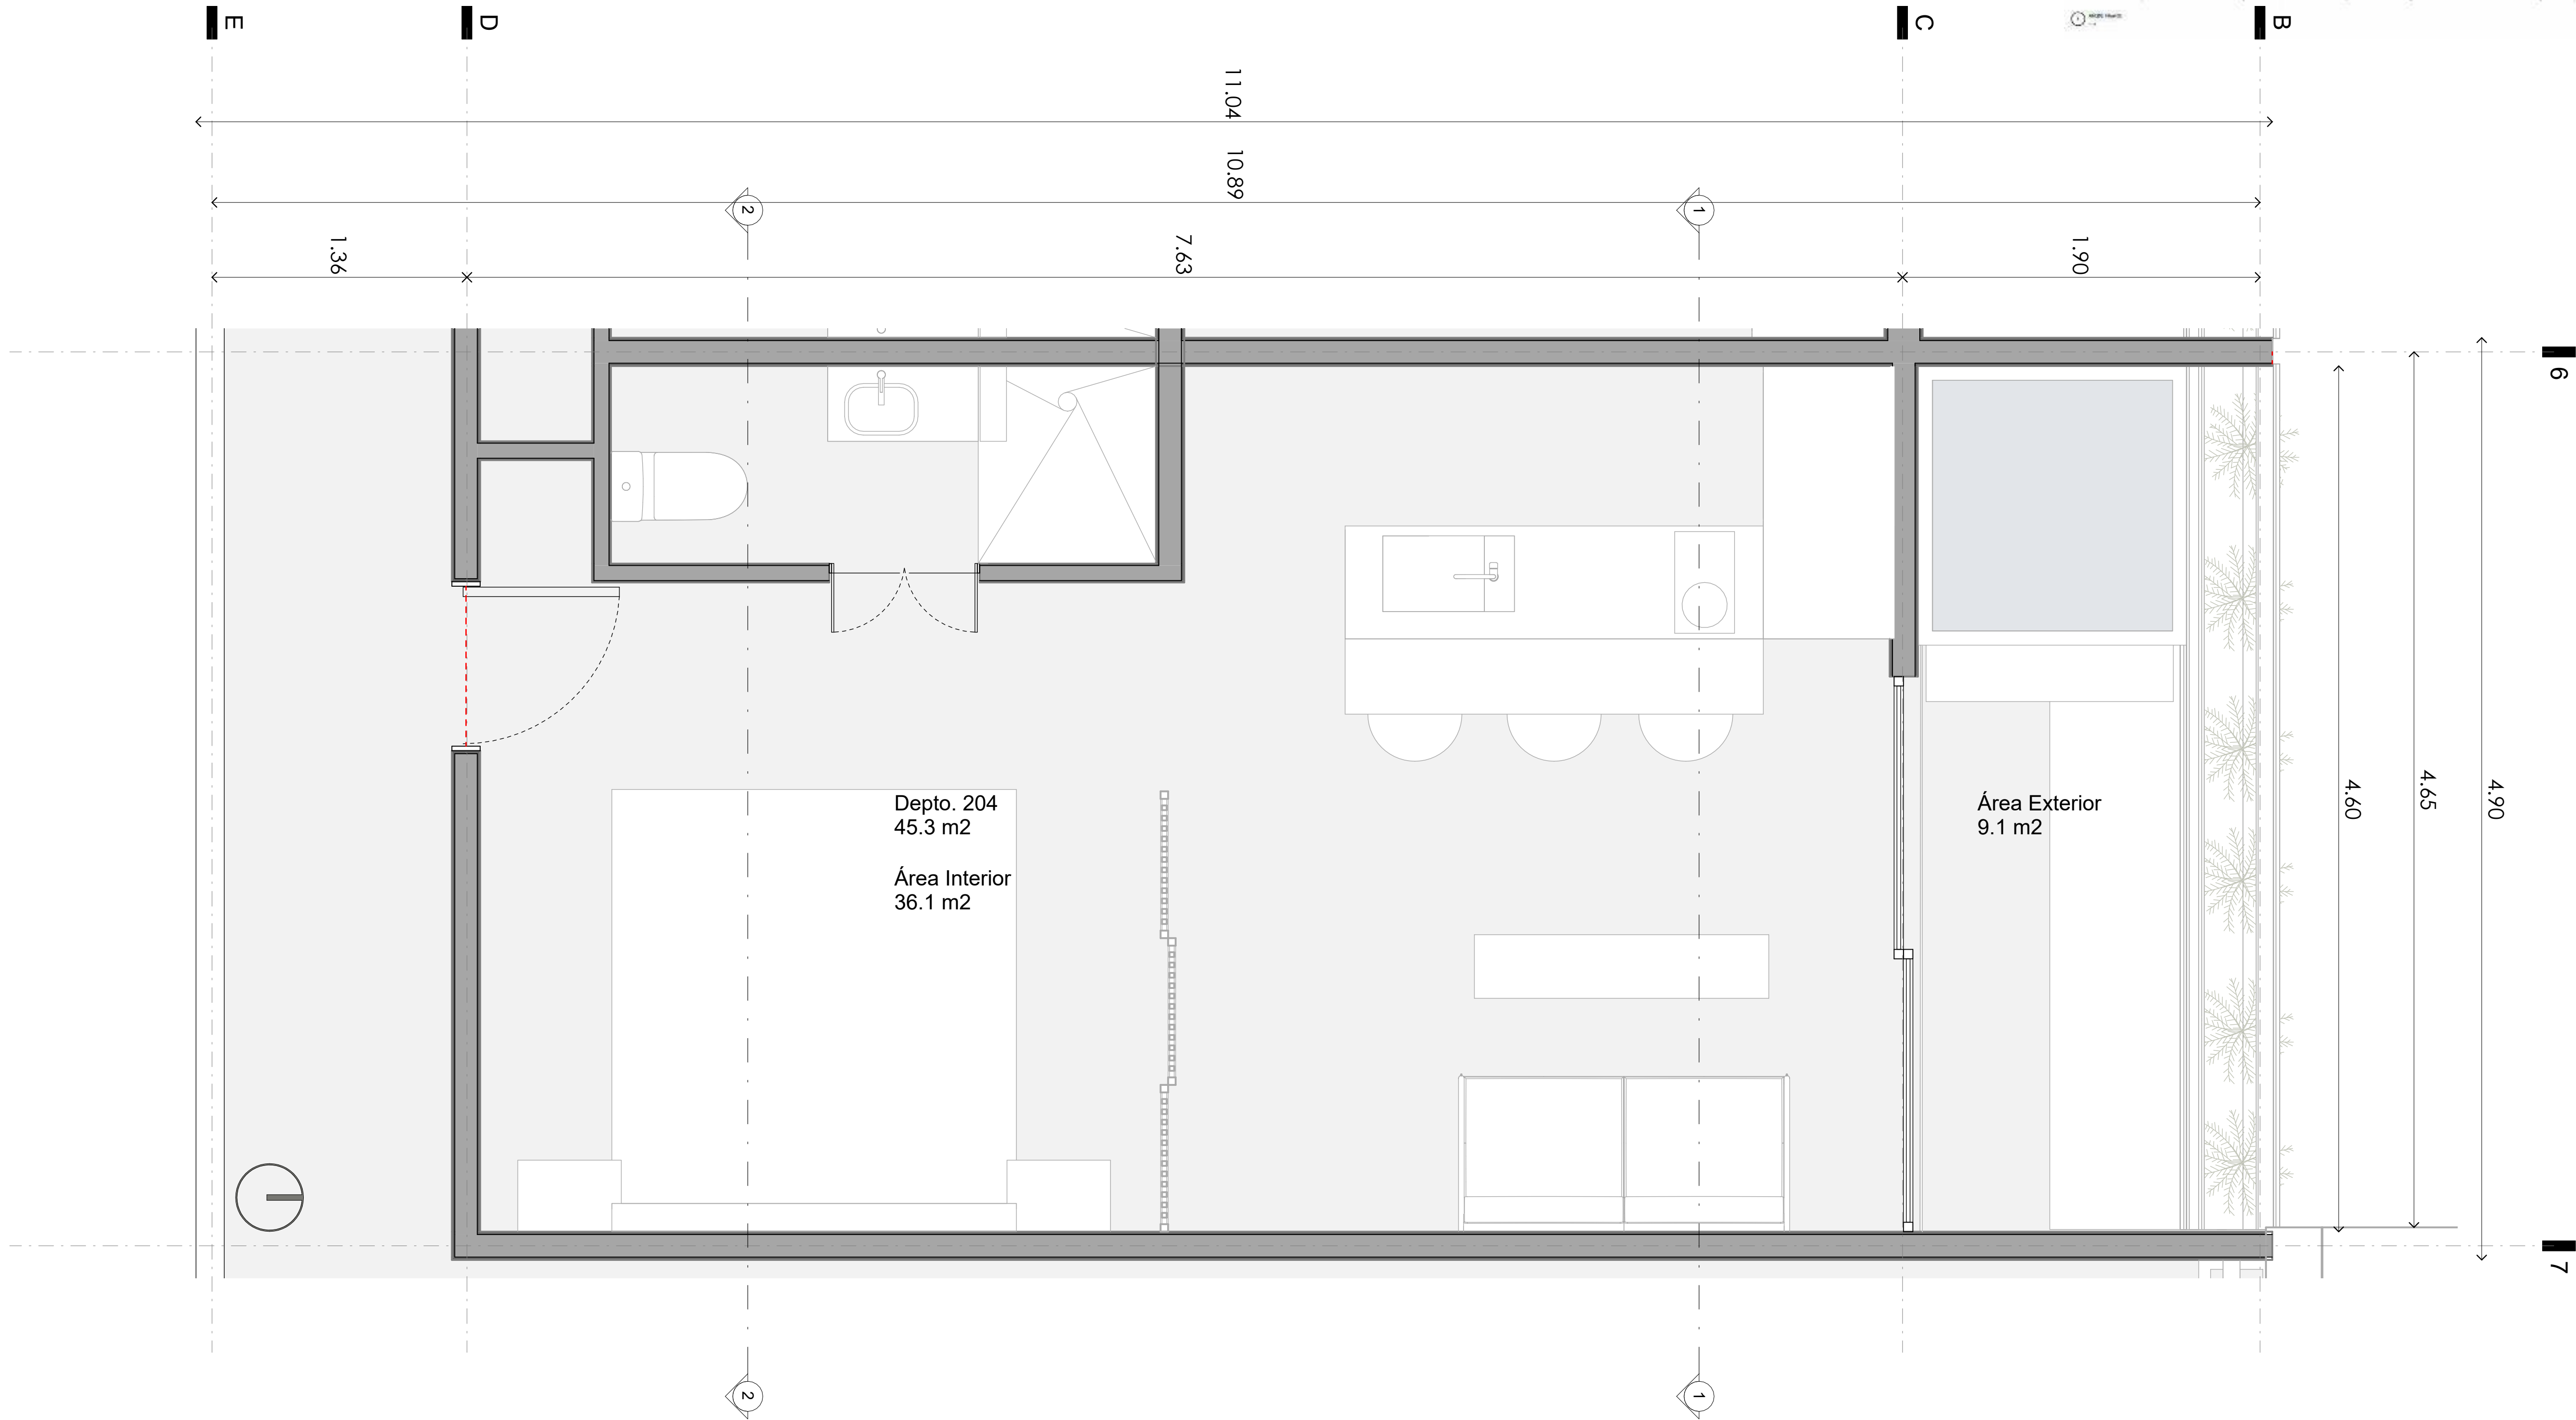 E
D
C
B
11.04
10.89
2
1
1.36
7.63
1.90
6
Depto. 204
45.3 m2
Área Interior
36.1 m2
Área Exterior
9.1 m2
4.60
4.65
4.90
7
2
1